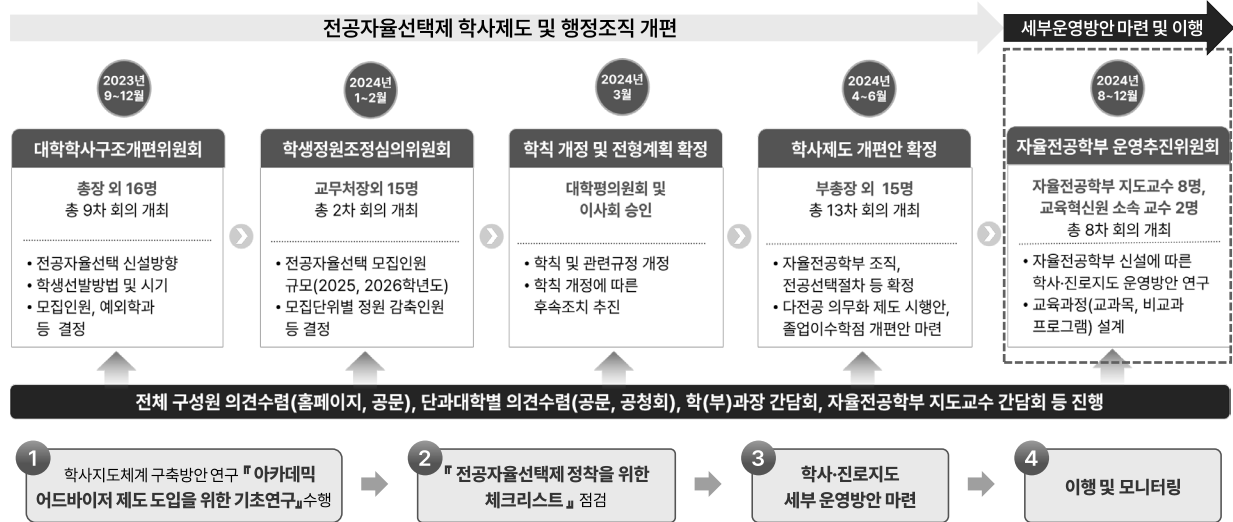 전공자율선택제 학사제도 및 행정조직 개편
세부운영방안 마련 및 이행
2023년
9~12월
대학학사구조개편위원회
총장 외 16명
총 9차 회의 개최
• 전공자율선택 신설방향
• 학생선발방법 및 시기
• 모집인원, 예외학과
등 결정
2024년
1~2월
학생정원조정심의위원회
교무처장외 15명
총 2차 회의 개최
• 전공자율선택 모집인원
규모(2025, 2026학년도)
• 모집단위별 정원 감축인원
등 결정
2024년
3월
학칙 개정 및 전형계획 확정
대학평의원회 및
이사회 승인
• 학칙 및 관련규정 개정
• 학칙 개정에 따른
후속조치 추진
2024년
4~6월
학사제도 개편안 확정
부총장 외 15명
총 13차 회의 개최
• 자율전공학부 조직,
전공선택절차 등 확정
• 다전공 의무화 제도 시행안,
졸업이수학점 개편안 마련
2024년
8~12월
자율전공학부 운영추진위원회
자율전공학부 지도교수 8명,
교육혁신원 소속 교수 2명
총 8차 회의 개최
• 자율전공학부 신설에 따른
학사·진로지도 운영방안 연구
• 교육과정(교과목, 비교과
프로그램) 설계
전체 구성원 의견수렴(홈페이지, 공문), 단과대학별 의견수렴(공문, 공청회), 학(부)과장 간담회, 자율전공학부 지도교수 간담회 등 진행
1
학사지도체계 구축방안 연구『 아카데믹
어드바이저 제도 도입을 위한 기초연구』수행
2
『 전공자율선택제 정착을 위한
체크리스트 』 점검
3
학사·진로지도
세부 운영방안 마련
4
이행 및 모니터링